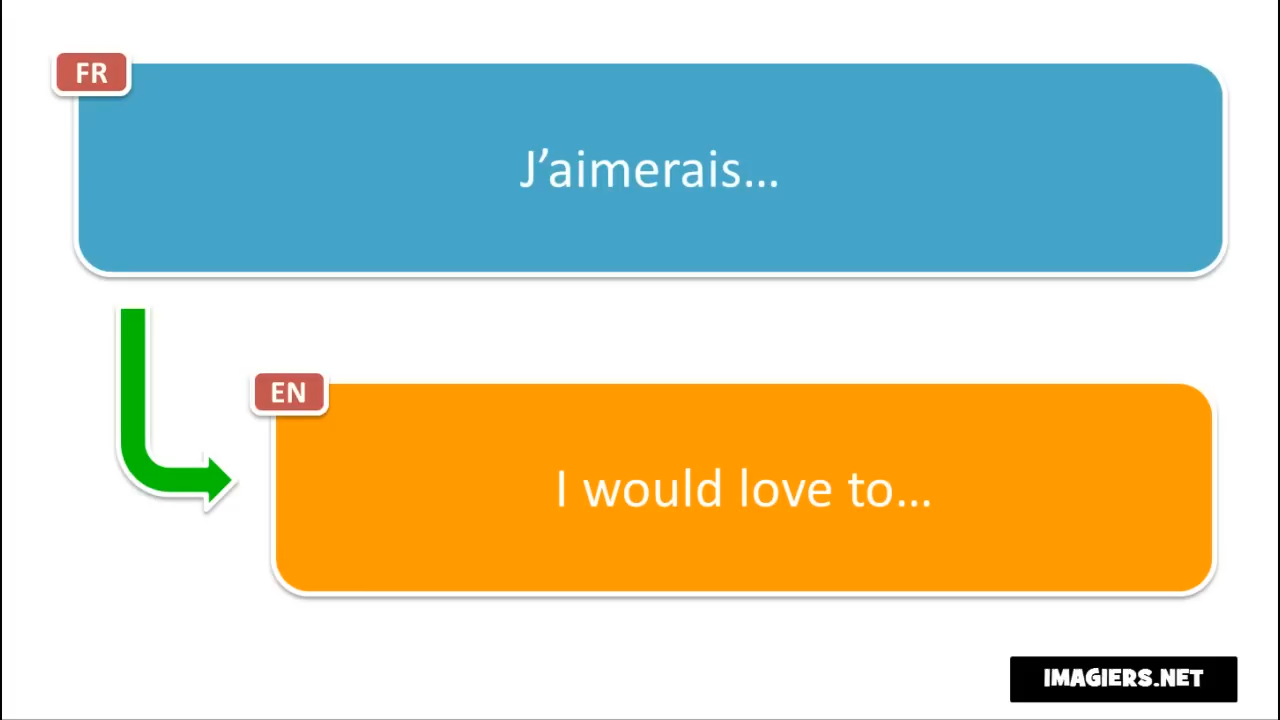 FR
J’aimerais…
EN
I would love to…
IMAGIERS.NET